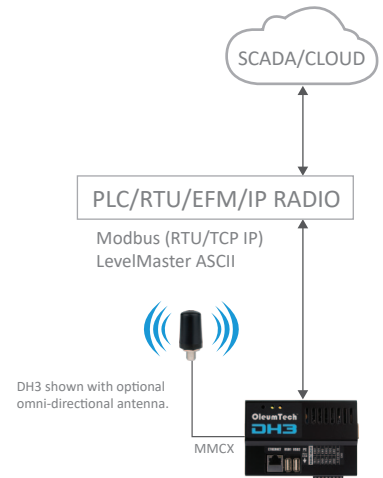 SCADA/CLOUD
PLC/RTU/EFM/IP RADIO
Modbus (RTU/TCP IP)
LevelMaster ASCII
DH3 shown with optional
omni-directional antenna.
MMCX
OleumTech
DH3
ETHERNET